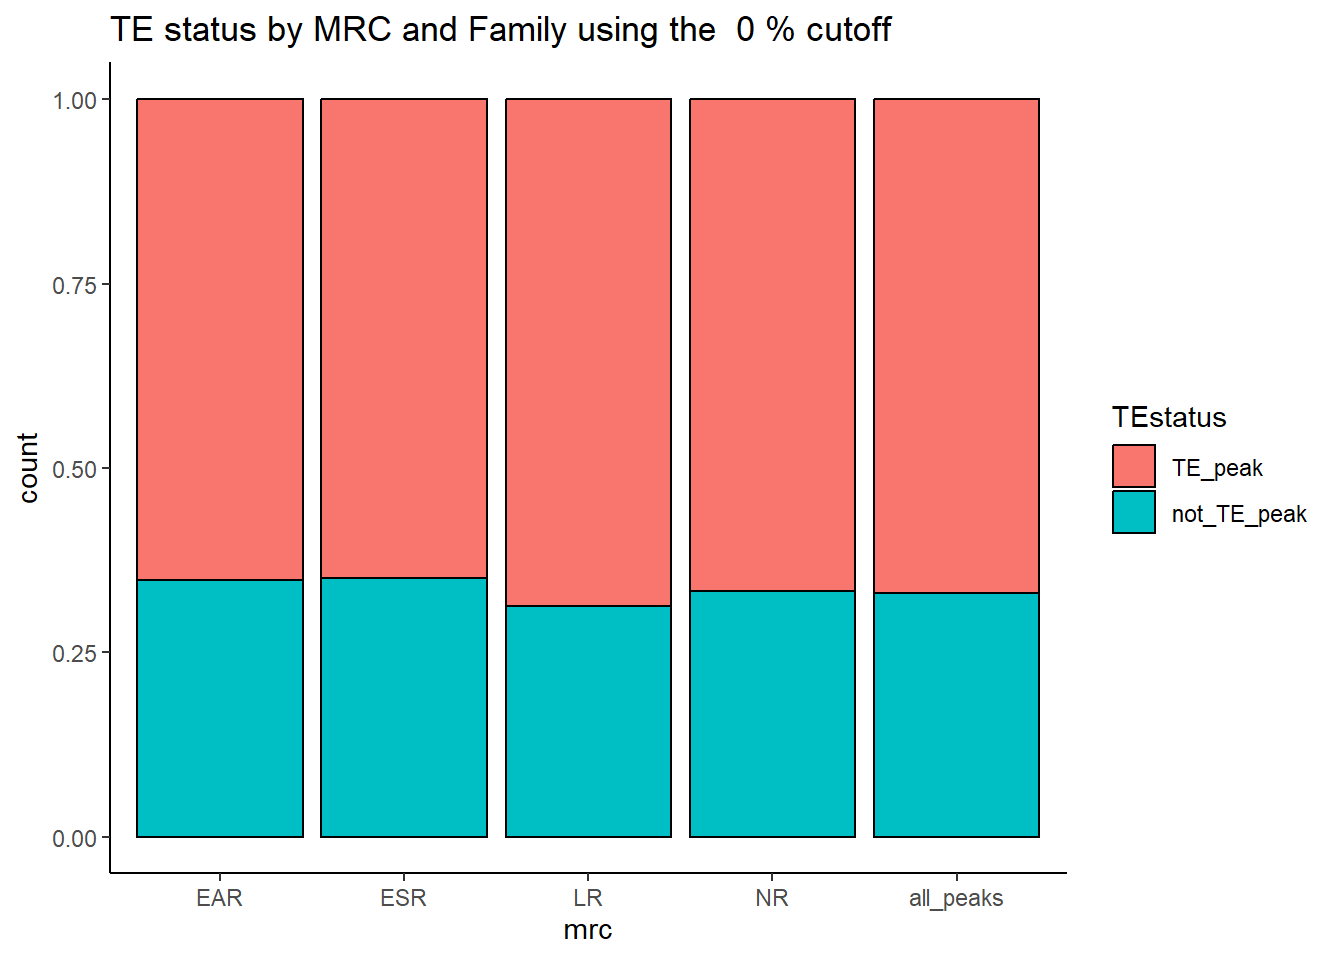 TE status by MRC and Family using the  0 % cutoff
1.00
0.75
0.50
0.25
0.00
count
EAR
ESR
LR
NR
all_peaks
mrc
TEstatus
TE_peak
not_TE_peak